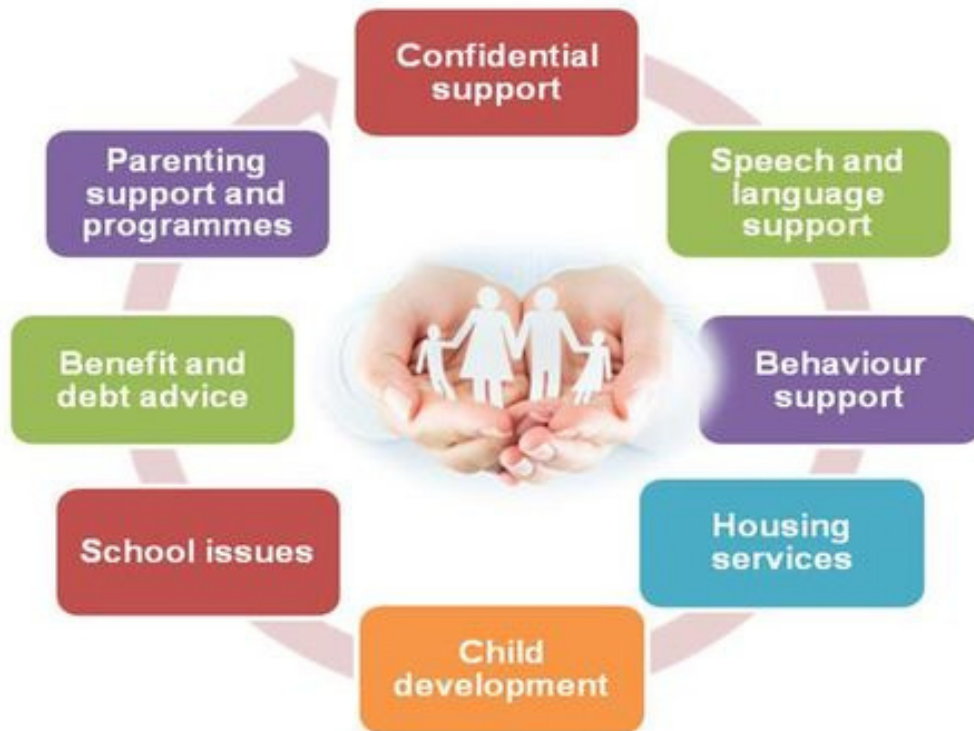 Confidential
support
Speech and
language
support
Behaviour
support
Housing
services
Child
development
School issues
Benefit and
debt advice
Parenting
support and
programmes